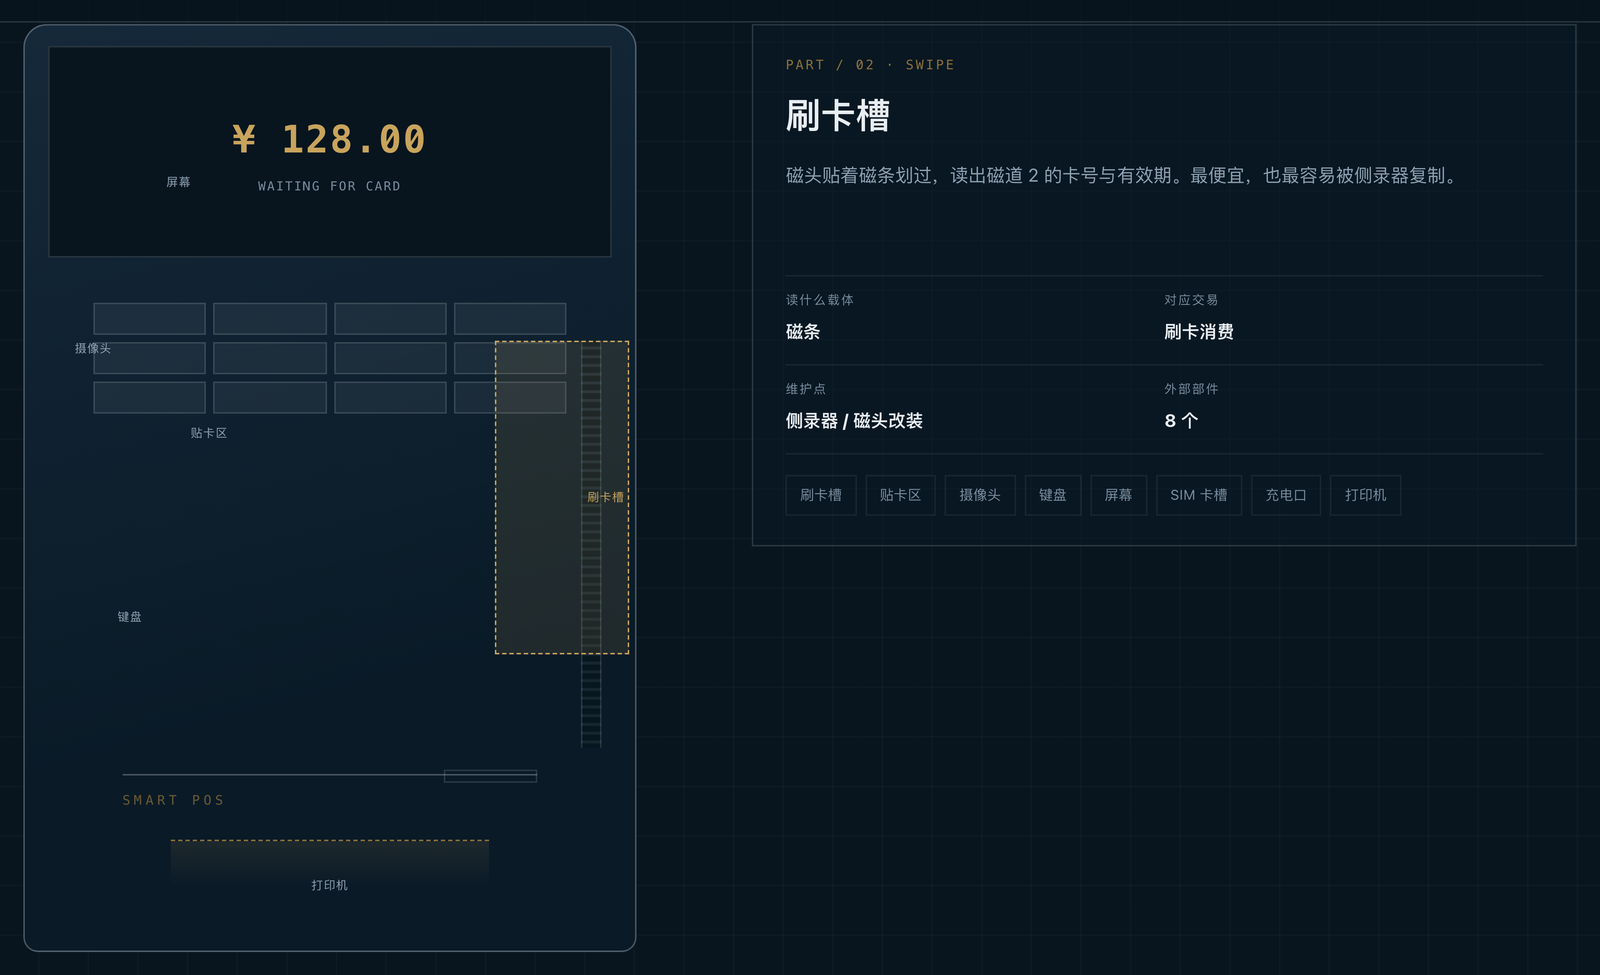 ¥ 128.00
屏幕
WAITING FOR CARD
摄像头
贴卡区
刷卡槽
键盘
SMART POS
打印机
PART / 02 · SWIPE
刷卡槽
磁头贴着磁条划过，读出磁道 2 的卡号与有效期。最便宜，也最容易被侧录器复制。
读什么载体
磁条
对应交易
刷卡消费
维护点
侧录器 / 磁头改装
外部部件
8 个
刷卡槽 贴卡区 摄像头 键盘 屏幕 SIM 卡槽 充电口 打印机